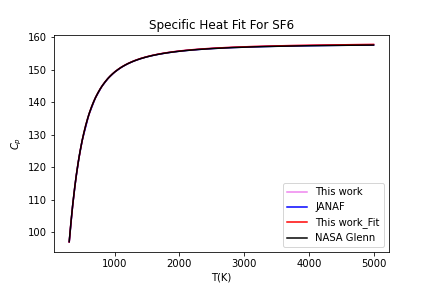 Specific Heat Fit For SF6
160
150
140
130
120
110
100
C_p
This work
JANAF
This work_Fit
NASA Glenn
1000
2000
3000
4000
5000
T(K)